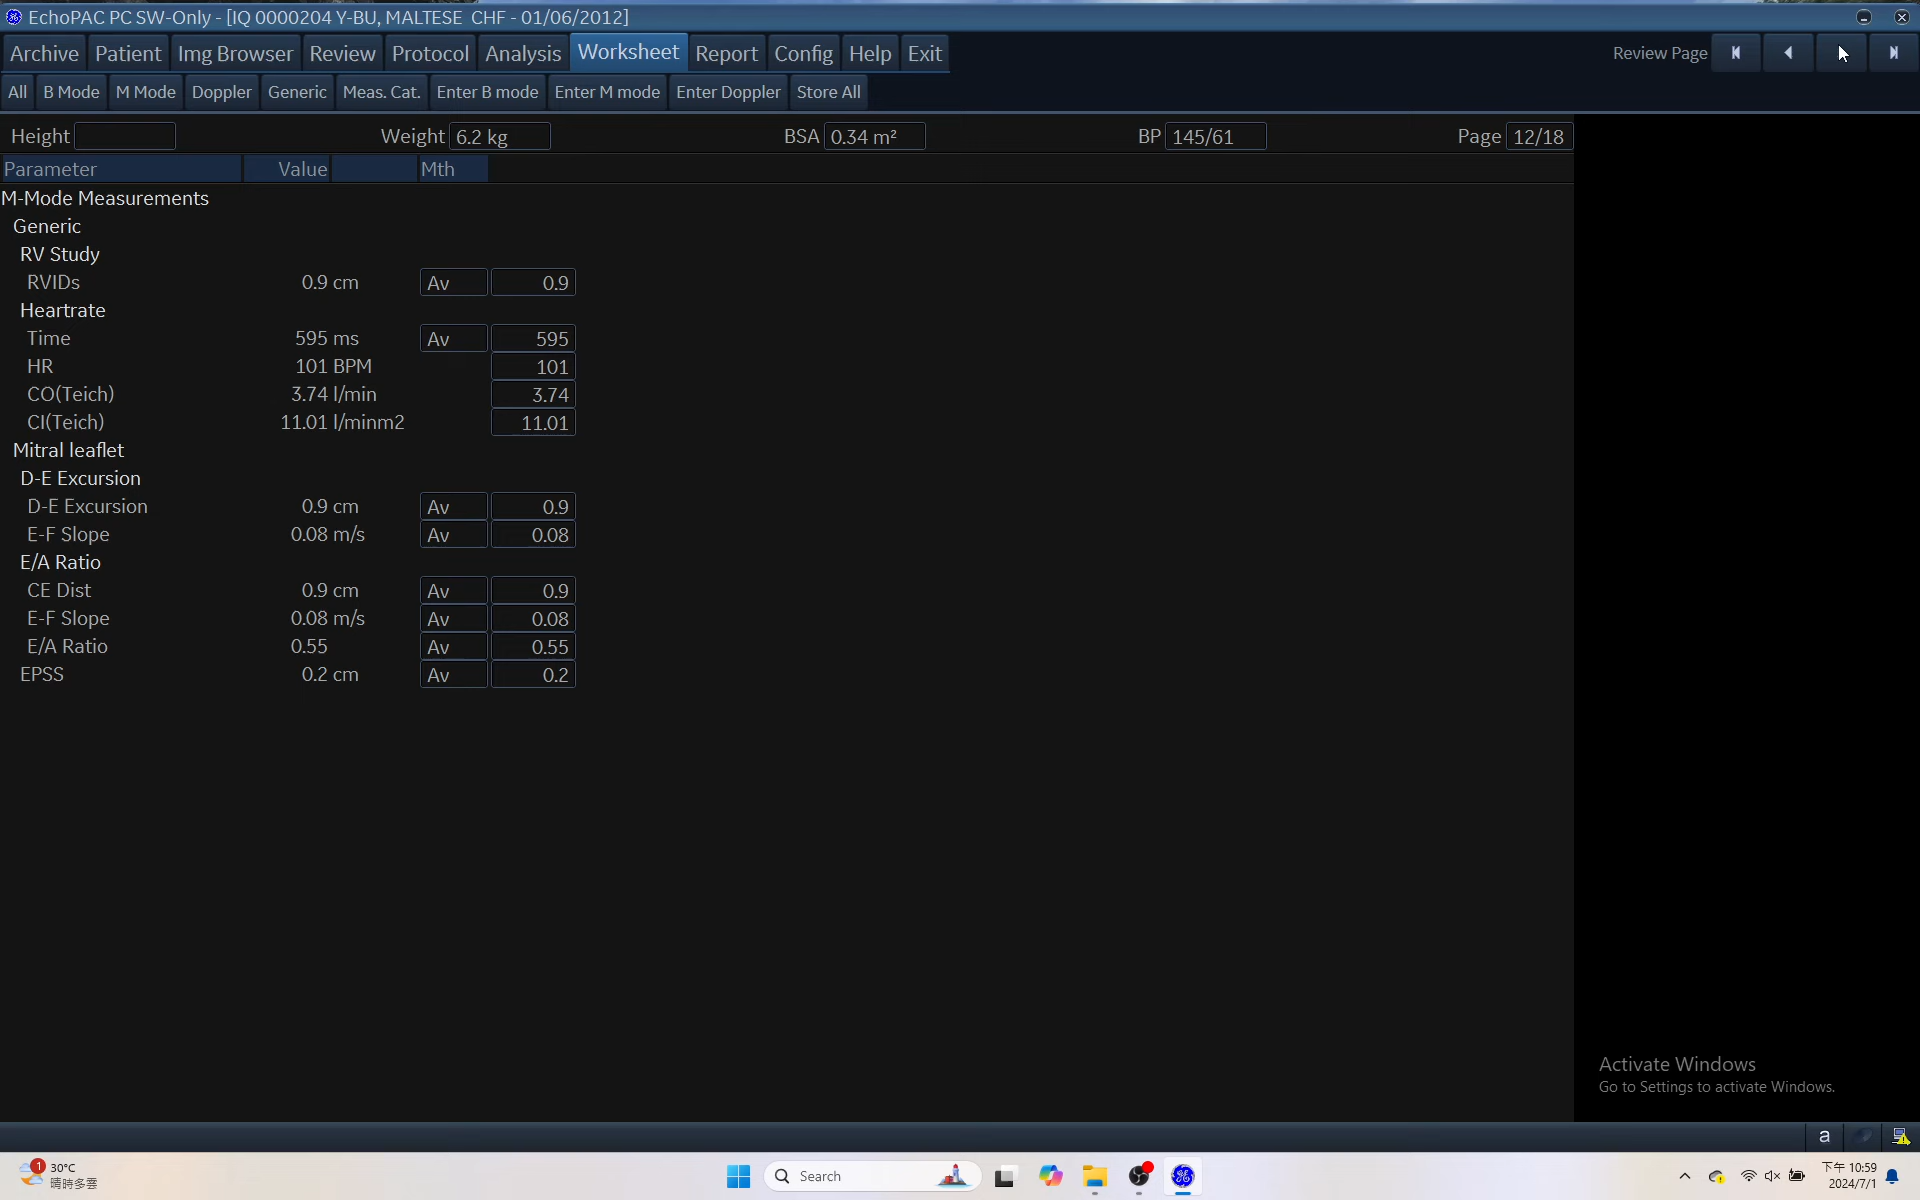 EchoPAC PC SW-Only - [IQ 0000204 Y-BU, MALTESE CHF - 01/06/2012]
Archive Patient Img Browser Review Protocol Analysis Worksheet Report Config Help Exit Review Page
All B Mode M Mode Doppler Generic Meas. Cat. Enter B mode Enter M mode Enter Doppler Store All
Height Weight 6.2 kg BSA 0.34 m² BP 145/61 Page 12/18
Parameter Value Mth
M-Mode Measurements
Generic
RV Study
RVIDs 0.9 cm Av 0.9
Heartrate
Time 595 ms Av 595
HR 101 BPM 101
CO(Teich) 3.74 l/min 3.74
CI(Teich) 11.01 l/minm2 11.01
Mitral leaflet
D-E Excursion
D-E Excursion 0.9 cm Av 0.9
E-F Slope 0.08 m/s Av 0.08
E/A Ratio
CE Dist 0.9 cm Av 0.9
E-F Slope 0.08 m/s Av 0.08
E/A Ratio 0.55 Av 0.55
EPSS 0.2 cm Av 0.2
Activate Windows
Go to Settings to activate Windows.
a
1 30°C
晴時多雲
Search
下午 10:59
2024/7/1